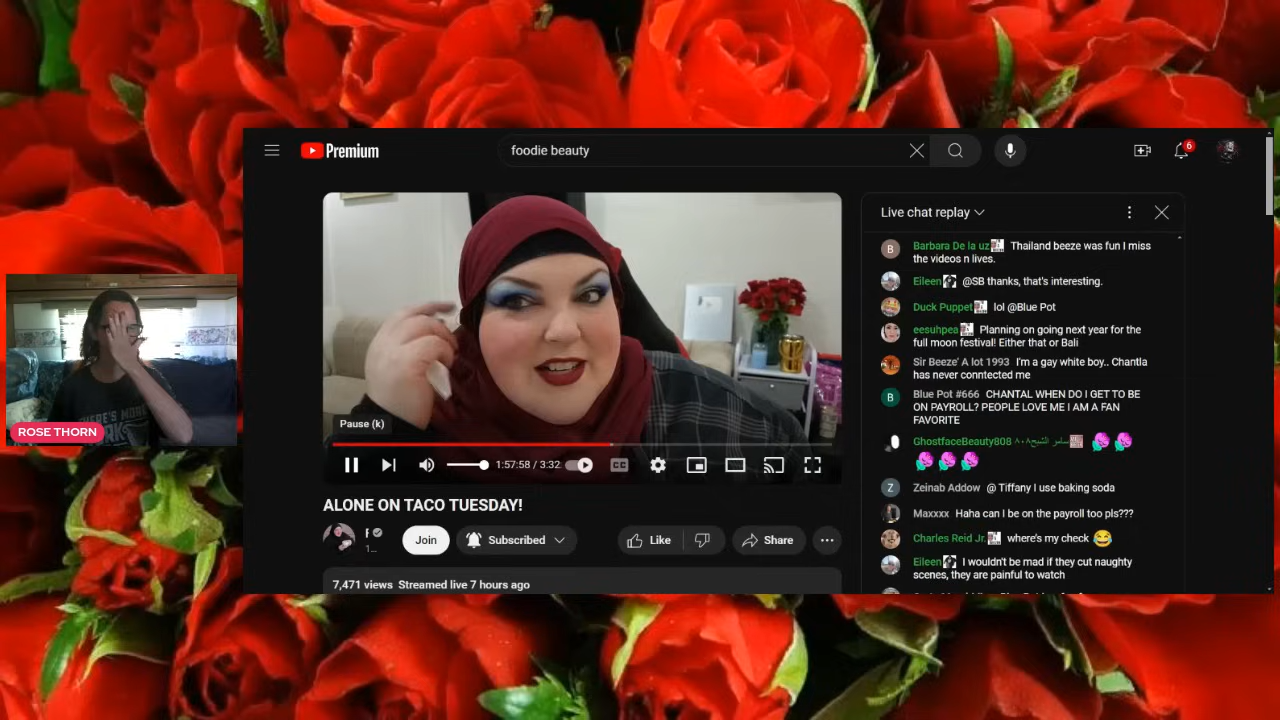 Premium
foodie beauty
6
Live chat replay
Barbara De la uz Thailand beeze was fun I miss
the videos n lives.
Eileen @SB thanks, that's interesting.
Duck Puppet lol @Blue Pot
eesuhpea Planning on going next year for the
full moon festival! Either that or Bali
Sir Beeze' A lot 1993 I'm a gay white boy.. Chantla
has never conntected me
B Blue Pot #666 CHANTAL WHEN DO I GET TO BE
ON PAYROLL? PEOPLE LOVE ME I AM A FAN
FAVORITE
GhostfaceBeauty808
Z Zeinab Addow @ Tiffany I use baking soda
Maxxxx Haha can I be on the payroll too pls???
Charles Reid Jr. where's my check
Eileen I wouldn't be mad if they cut naughty
scenes, they are painful to watch
B
Pause (k)
1:57:58 / 3:32
CC
ALONE ON TACO TUESDAY!
F
1...
Join
Subscribed
Like
Share
7,471 views Streamed live 7 hours ago
THERE'S MORE
ROSE THORN